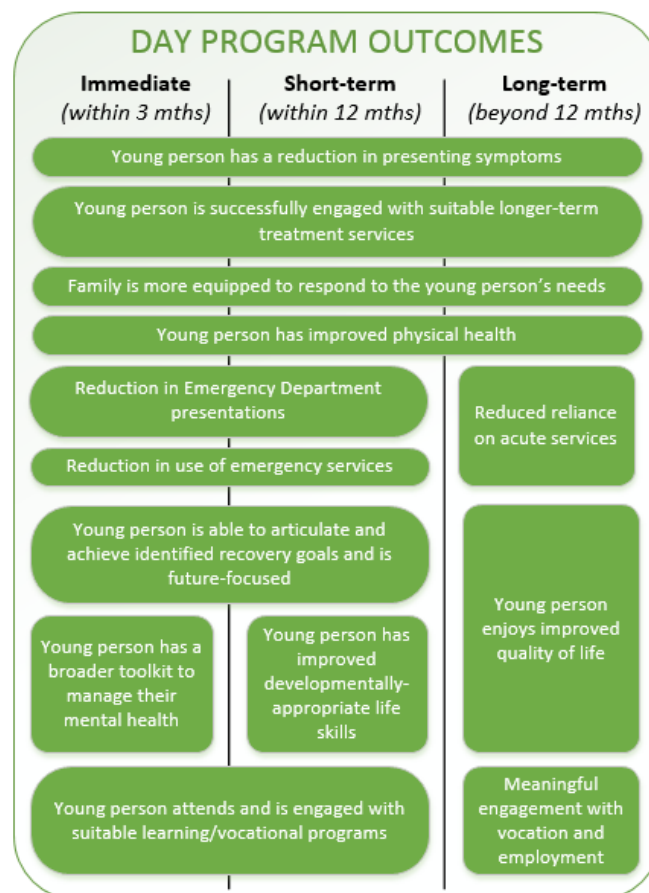 DAY PROGRAM OUTCOMES
Immediate
(within 3 mths)
Short-term
(within 12 mths)
Long-term
(beyond 12 mths)
Young person has a reduction in presenting symptoms
Young person is successfully engaged with suitable longer-term
treatment services
Family is more equipped to respond to the young person's needs
Young person has improved physical health
Reduction in Emergency Department
presentations
Reduced reliance
on acute services
Reduction in use of emergency services
Young person is able to articulate and
achieve identified recovery goals and is
future-focused
Young person
enjoys improved
quality of life
Young person has a
broader toolkit to
manage their
mental health
Young person has
improved
developmentally-
appropriate life
skills
Young person attends and is engaged with
suitable learning/vocational programs
Meaningful
engagement with
vocation and
employment